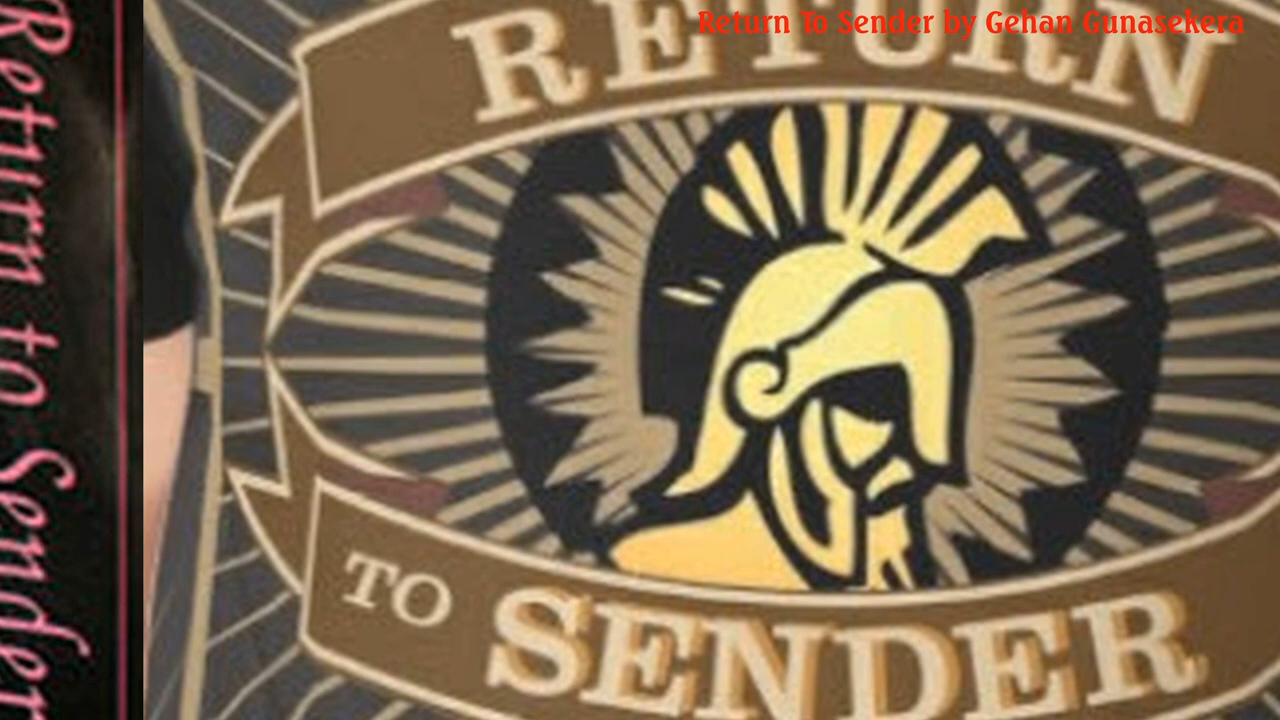 Return To Sender by Gehan Gunasekera
Return to Sender
RETURN
TO SENDER